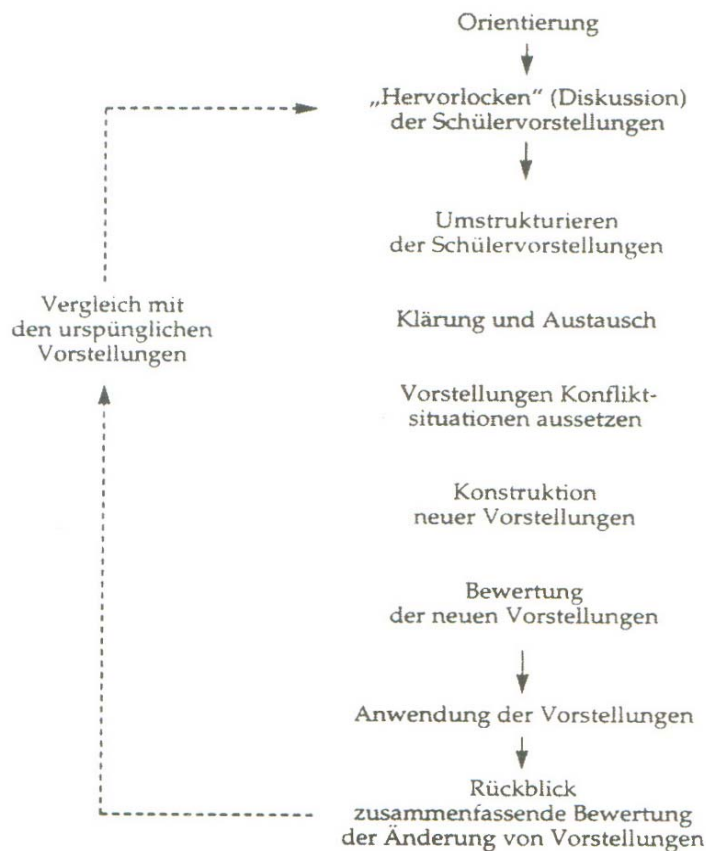 Orientierung
„Hervorlocken“ (Diskussion)
der Schülervorstellungen
Umstrukturieren
der Schülervorstellungen
Vergleich mit
den urspünglichen
Vorstellungen
Klärung und Austausch
Vorstellungen Konflikt-
situationen aussetzen
Konstruktion
neuer Vorstellungen
Bewertung
der neuen Vorstellungen
Anwendung der Vorstellungen
Rückblick
zusammenfassende Bewertung
der Änderung von Vorstellungen